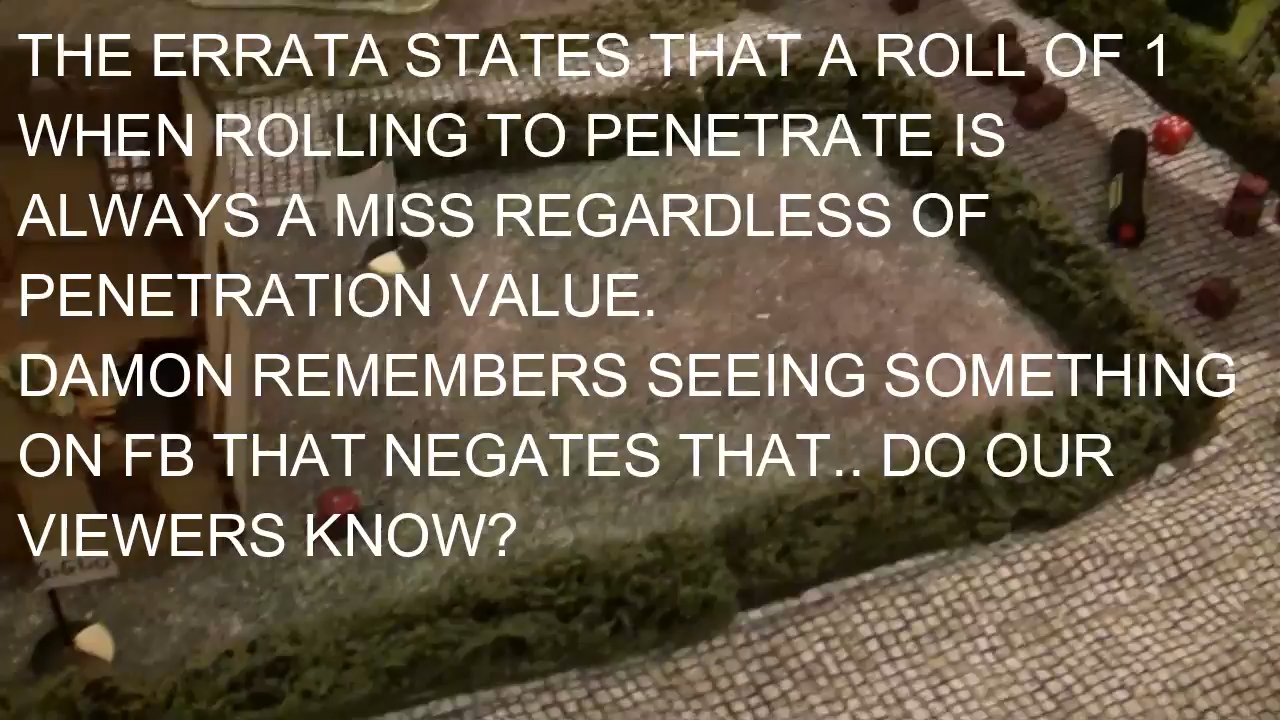 THE ERRATA STATES THAT A ROLL OF 1
WHEN ROLLING TO PENETRATE IS
ALWAYS A MISS REGARDLESS OF
PENETRATION VALUE.
DAMON REMEMBERS SEEING SOMETHING
ON FB THAT NEGATES THAT.. DO OUR
VIEWERS KNOW?